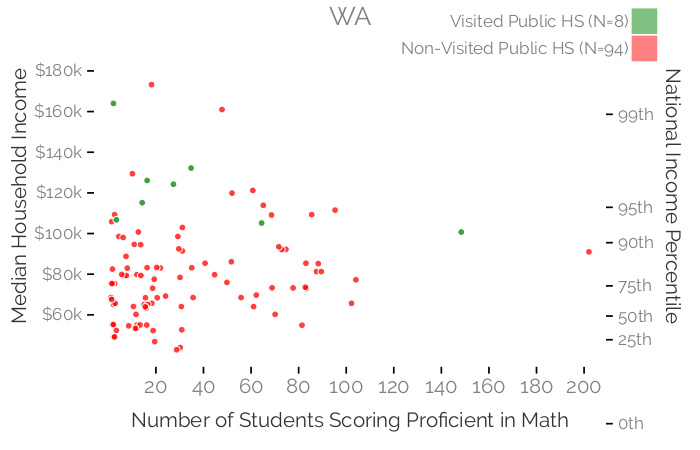 WA
Visited Public HS (N=8)
Non-Visited Public HS (N=94)
Median Household Income
$180k
$160k
$140k
$120k
$100k
$80k
$60k
National Income Percentile
99th
95th
90th
75th
50th
25th
0th
20 40 60 80 100 120 140 160 180 200
Number of Students Scoring Proficient in Math